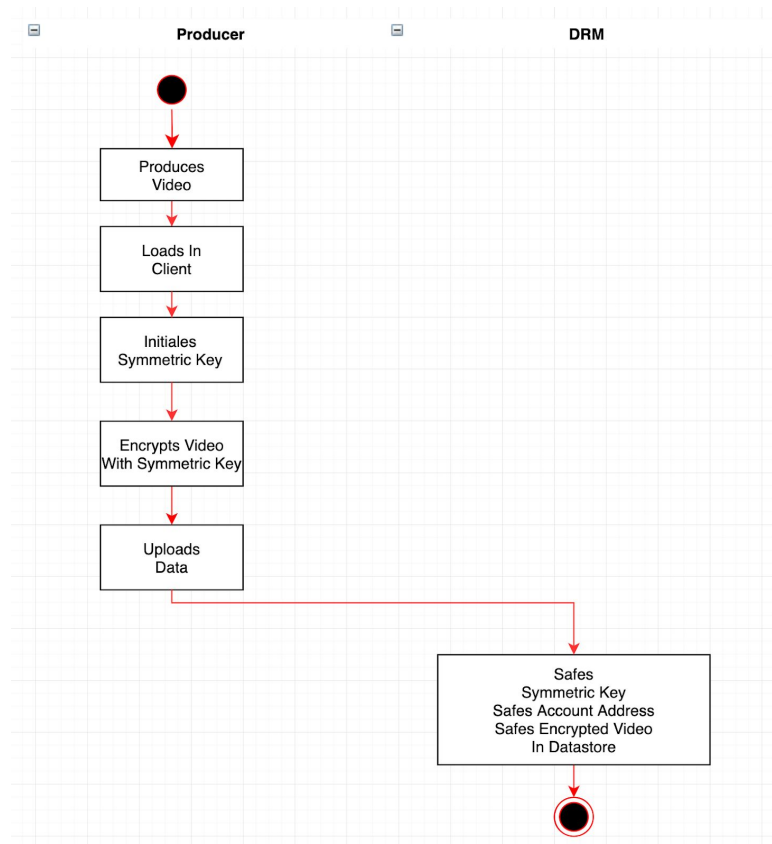 Producer
DRM
Produces
Video
Loads In
Client
Initiales
Symmetric Key
Encrypts Video
With Symmetric Key
Uploads
Data
Safes
Symmetric Key
Safes Account Address
Safes Encrypted Video
In Datastore